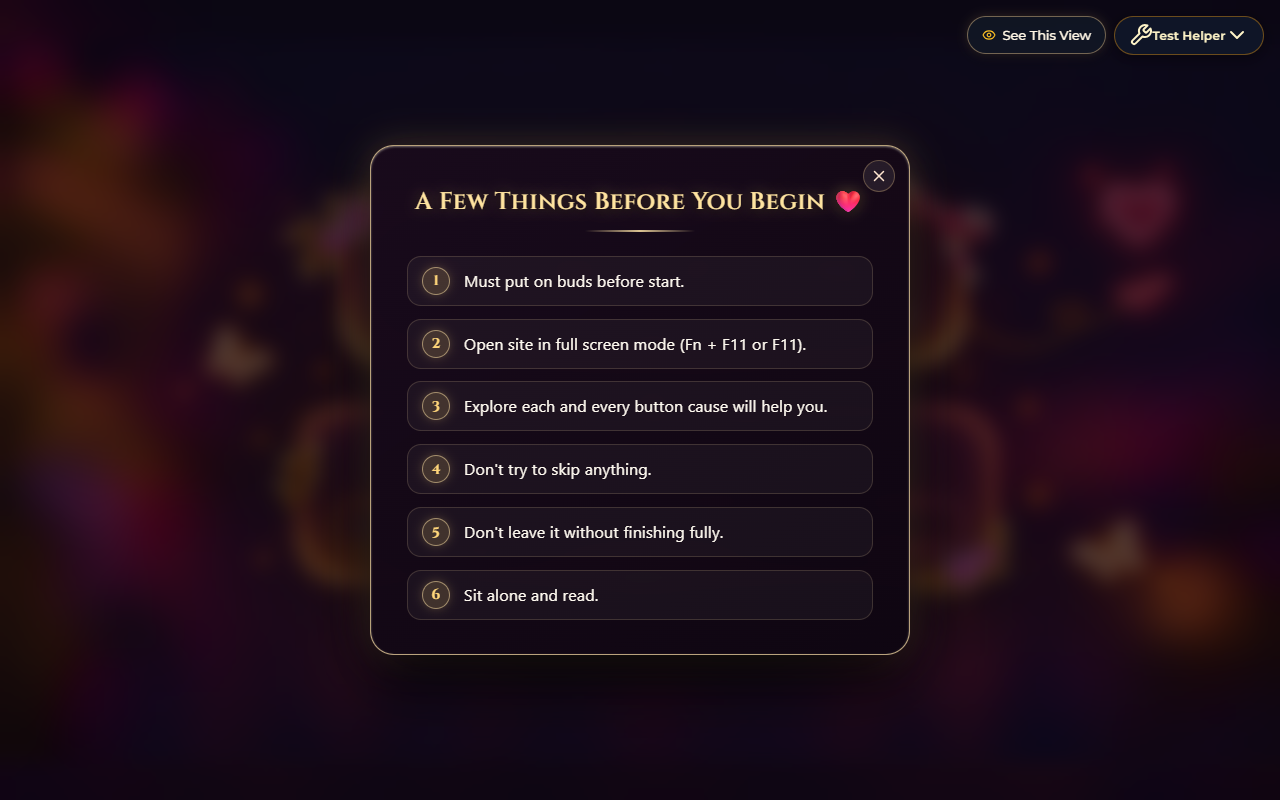 See This View
Test Helper
A Few Things Before You Begin ❤️
1 Must put on buds before start.
2 Open site in full screen mode (Fn + F11 or F11).
3 Explore each and every button cause will help you.
4 Don't try to skip anything.
5 Don't leave it without finishing fully.
6 Sit alone and read.